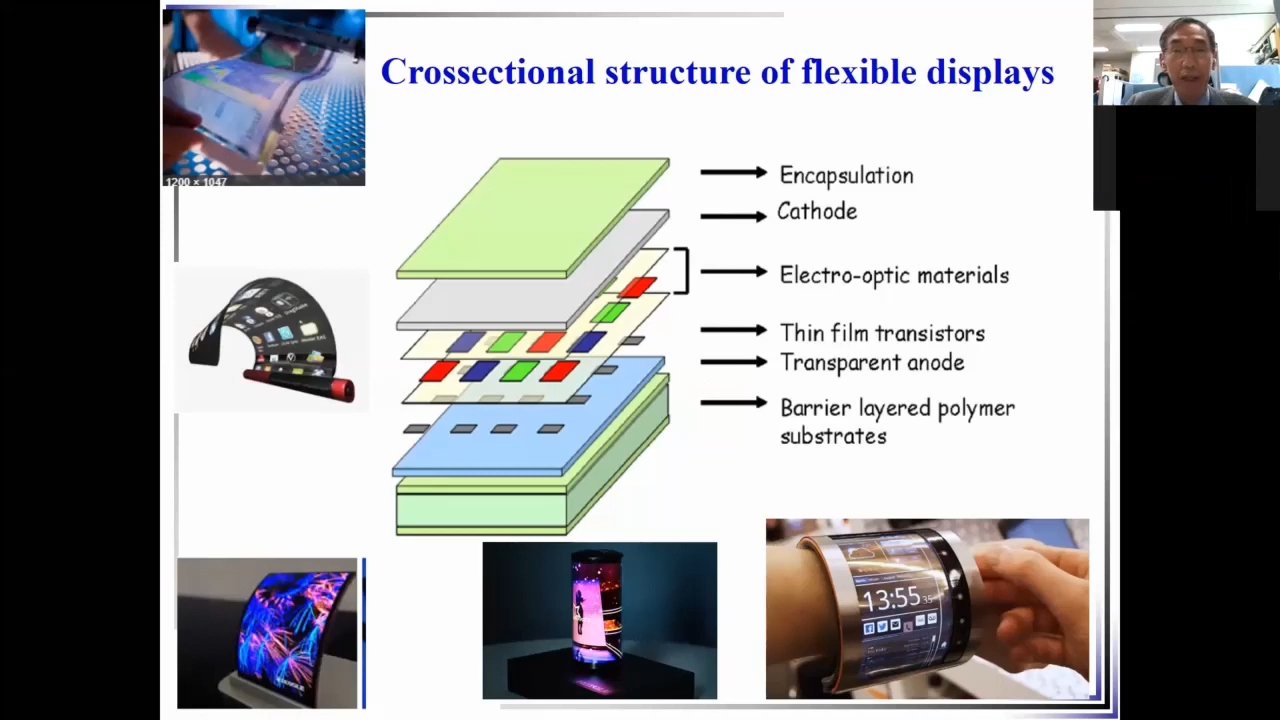 Crossectional structure of flexible displays
1200 x 1047
Encapsulation
Cathode
Electro-optic materials
Thin film transistors
Transparent anode
Barrier layered polymer
substrates
13:55
35